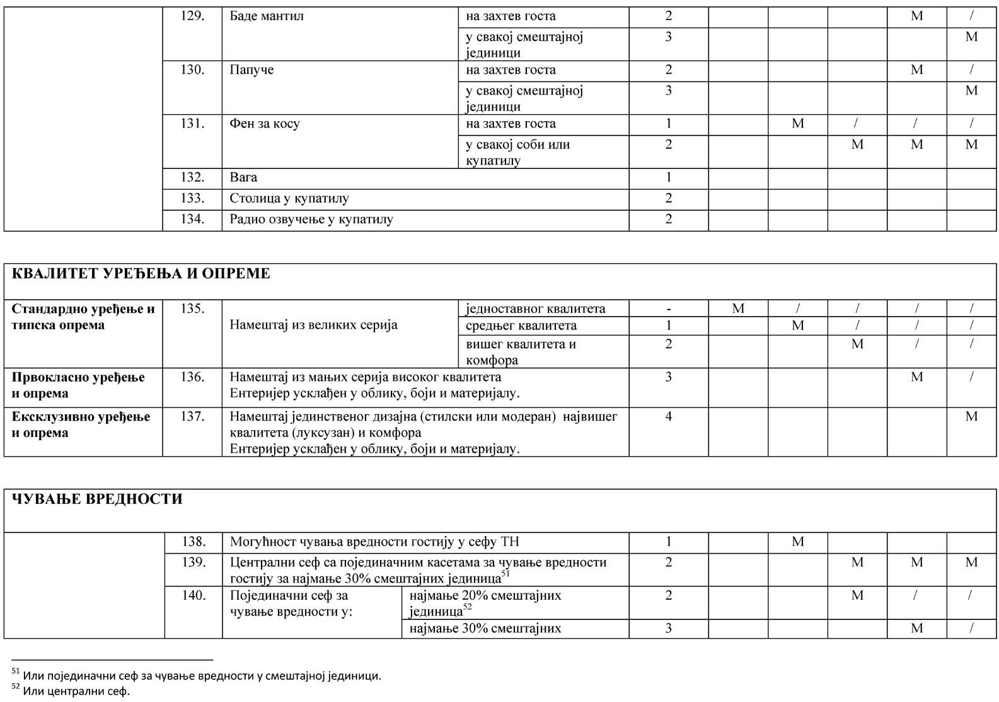 129. Баде мантил на захтев госта 2 М /
у свакој смештајној 3 М
јединици
130. Папуче на захтев госта 2 М /
у свакој смештајној 3 М
јединици
131. Фен за косу на захтев госта 1 М / / /
у свакој соби или 2 М М М
купатилу
132. Вага 1
133. Столица у купатилу 2
134. Радио озвучење у купатилу 2
КВАЛИТЕТ УРЕЂЕЊА И ОПРЕМЕ
Стандардно уређење и 135. једноставног квалитета - М / / / /
типска опрема Намештај из великих серија средњег квалитета 1 М / / /
вишег квалитета и 2 М / /
комфора
Првокласно уређење 136. Намештај из мањих серија високог квалитета 3 М /
и опрема Ентеријер усклађен у облику, боји и материјалу.
Ексклузивно уређење 137. Намештај јединственог дизајна (стилски или модеран) највишег 4 М
и опрема квалитета (луксузан) и комфора
Ентеријер усклађен у облику, боји и материјалу.
ЧУВАЊЕ ВРЕДНОСТИ
138. Могућност чувања вредности гостију у сефу ТН 1 М
139. Централни сеф са појединачним касетама за чување вредности 2 М М М
гостију за најмање 30% смештајних јединица51
140. Појединачни сеф за најмање 20% смештајних 2 М / /
чување вредности у: јединица52
најмање 30% смештајних 3 М /
51 Или појединачни сеф за чување вредности у смештајној јединици.
52 Или централни сеф.